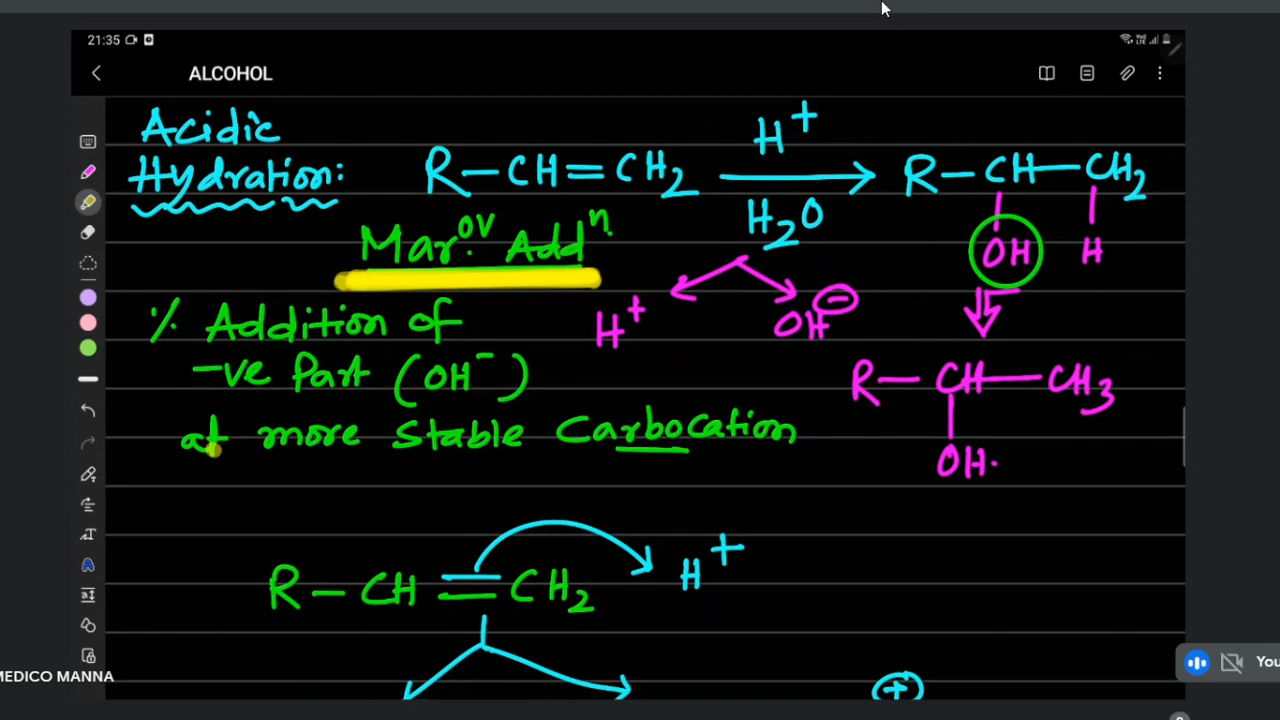 21:35
ALCOHOL
Acidic
Hydration:
R-CH=CH2 H+ H2O R-CH-CH2
OH H
Mar.ov Addn.
H+ OH-
% Addition of
-ve Part (OH-)
at more stable Carbocation
R-CH-CH3
OH.
R-CH=CH2 H+
+
MEDICO MANNA
You